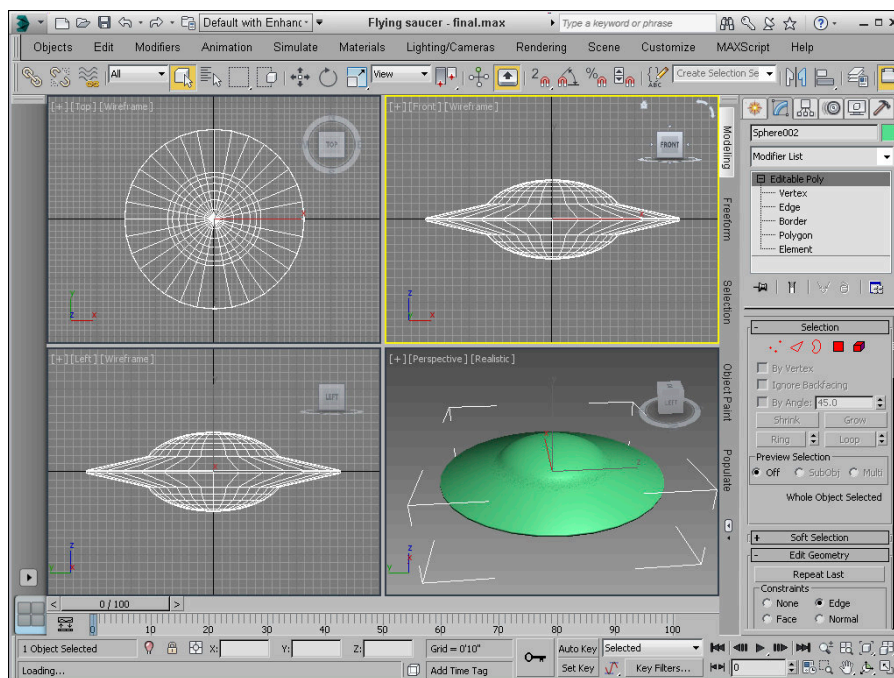 Default with Enhanc
Flying saucer - final.max
Type a keyword or phrase
Objects Edit Modifiers Animation Simulate Materials Lighting/Cameras Rendering Scene Customize MAXScript Help
All
View
2
%
ABC
Create Selection Se
[+][Top][Wireframe]
TOP
x
y
z x
[+][Front][Wireframe]
FRONT
x
z
x
Modeling
Freeform
Selection
Object Paint
Populate
[+][Left][Wireframe]
LEFT
x
z
y x
[+][Perspective][Realistic]
LEFT
z
y
Sphere002
Modifier List
Editable Poly
Vertex
Edge
Border
Polygon
Element
- Selection
By Vertex
Ignore Backfacing
By Angle: 45.0
Shrink Grow
Ring Loop
Preview Selection
Off SubObj Multi
Whole Object Selected
+ Soft Selection
- Edit Geometry
Repeat Last
Constraints
None Edge
Face Normal
< 0 / 100 >
0 10 20 30 40 50 60 70 80 90 100
1 Object Selected X: Y: Z: Grid = 0'10" Auto Key Selected
Loading... Add Time Tag Set Key Key Filters... 0